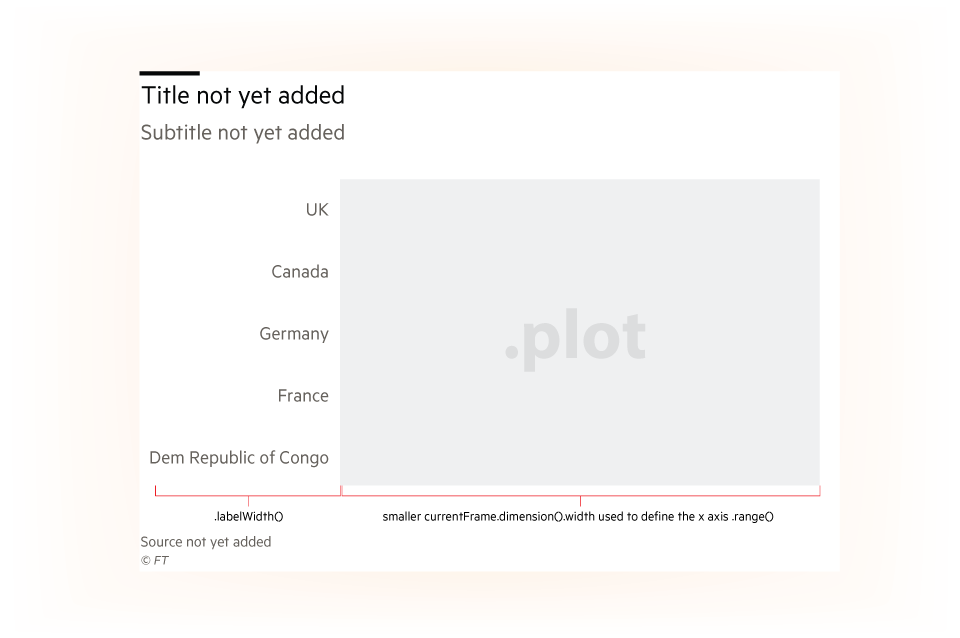 Title not yet added
Subtitle not yet added
UK
Canada
Germany
France
Dem Republic of Congo
.plot
.labelWidth()
smaller currentFrame.dimension().width used to define the x axis .range()
Source not yet added
© FT